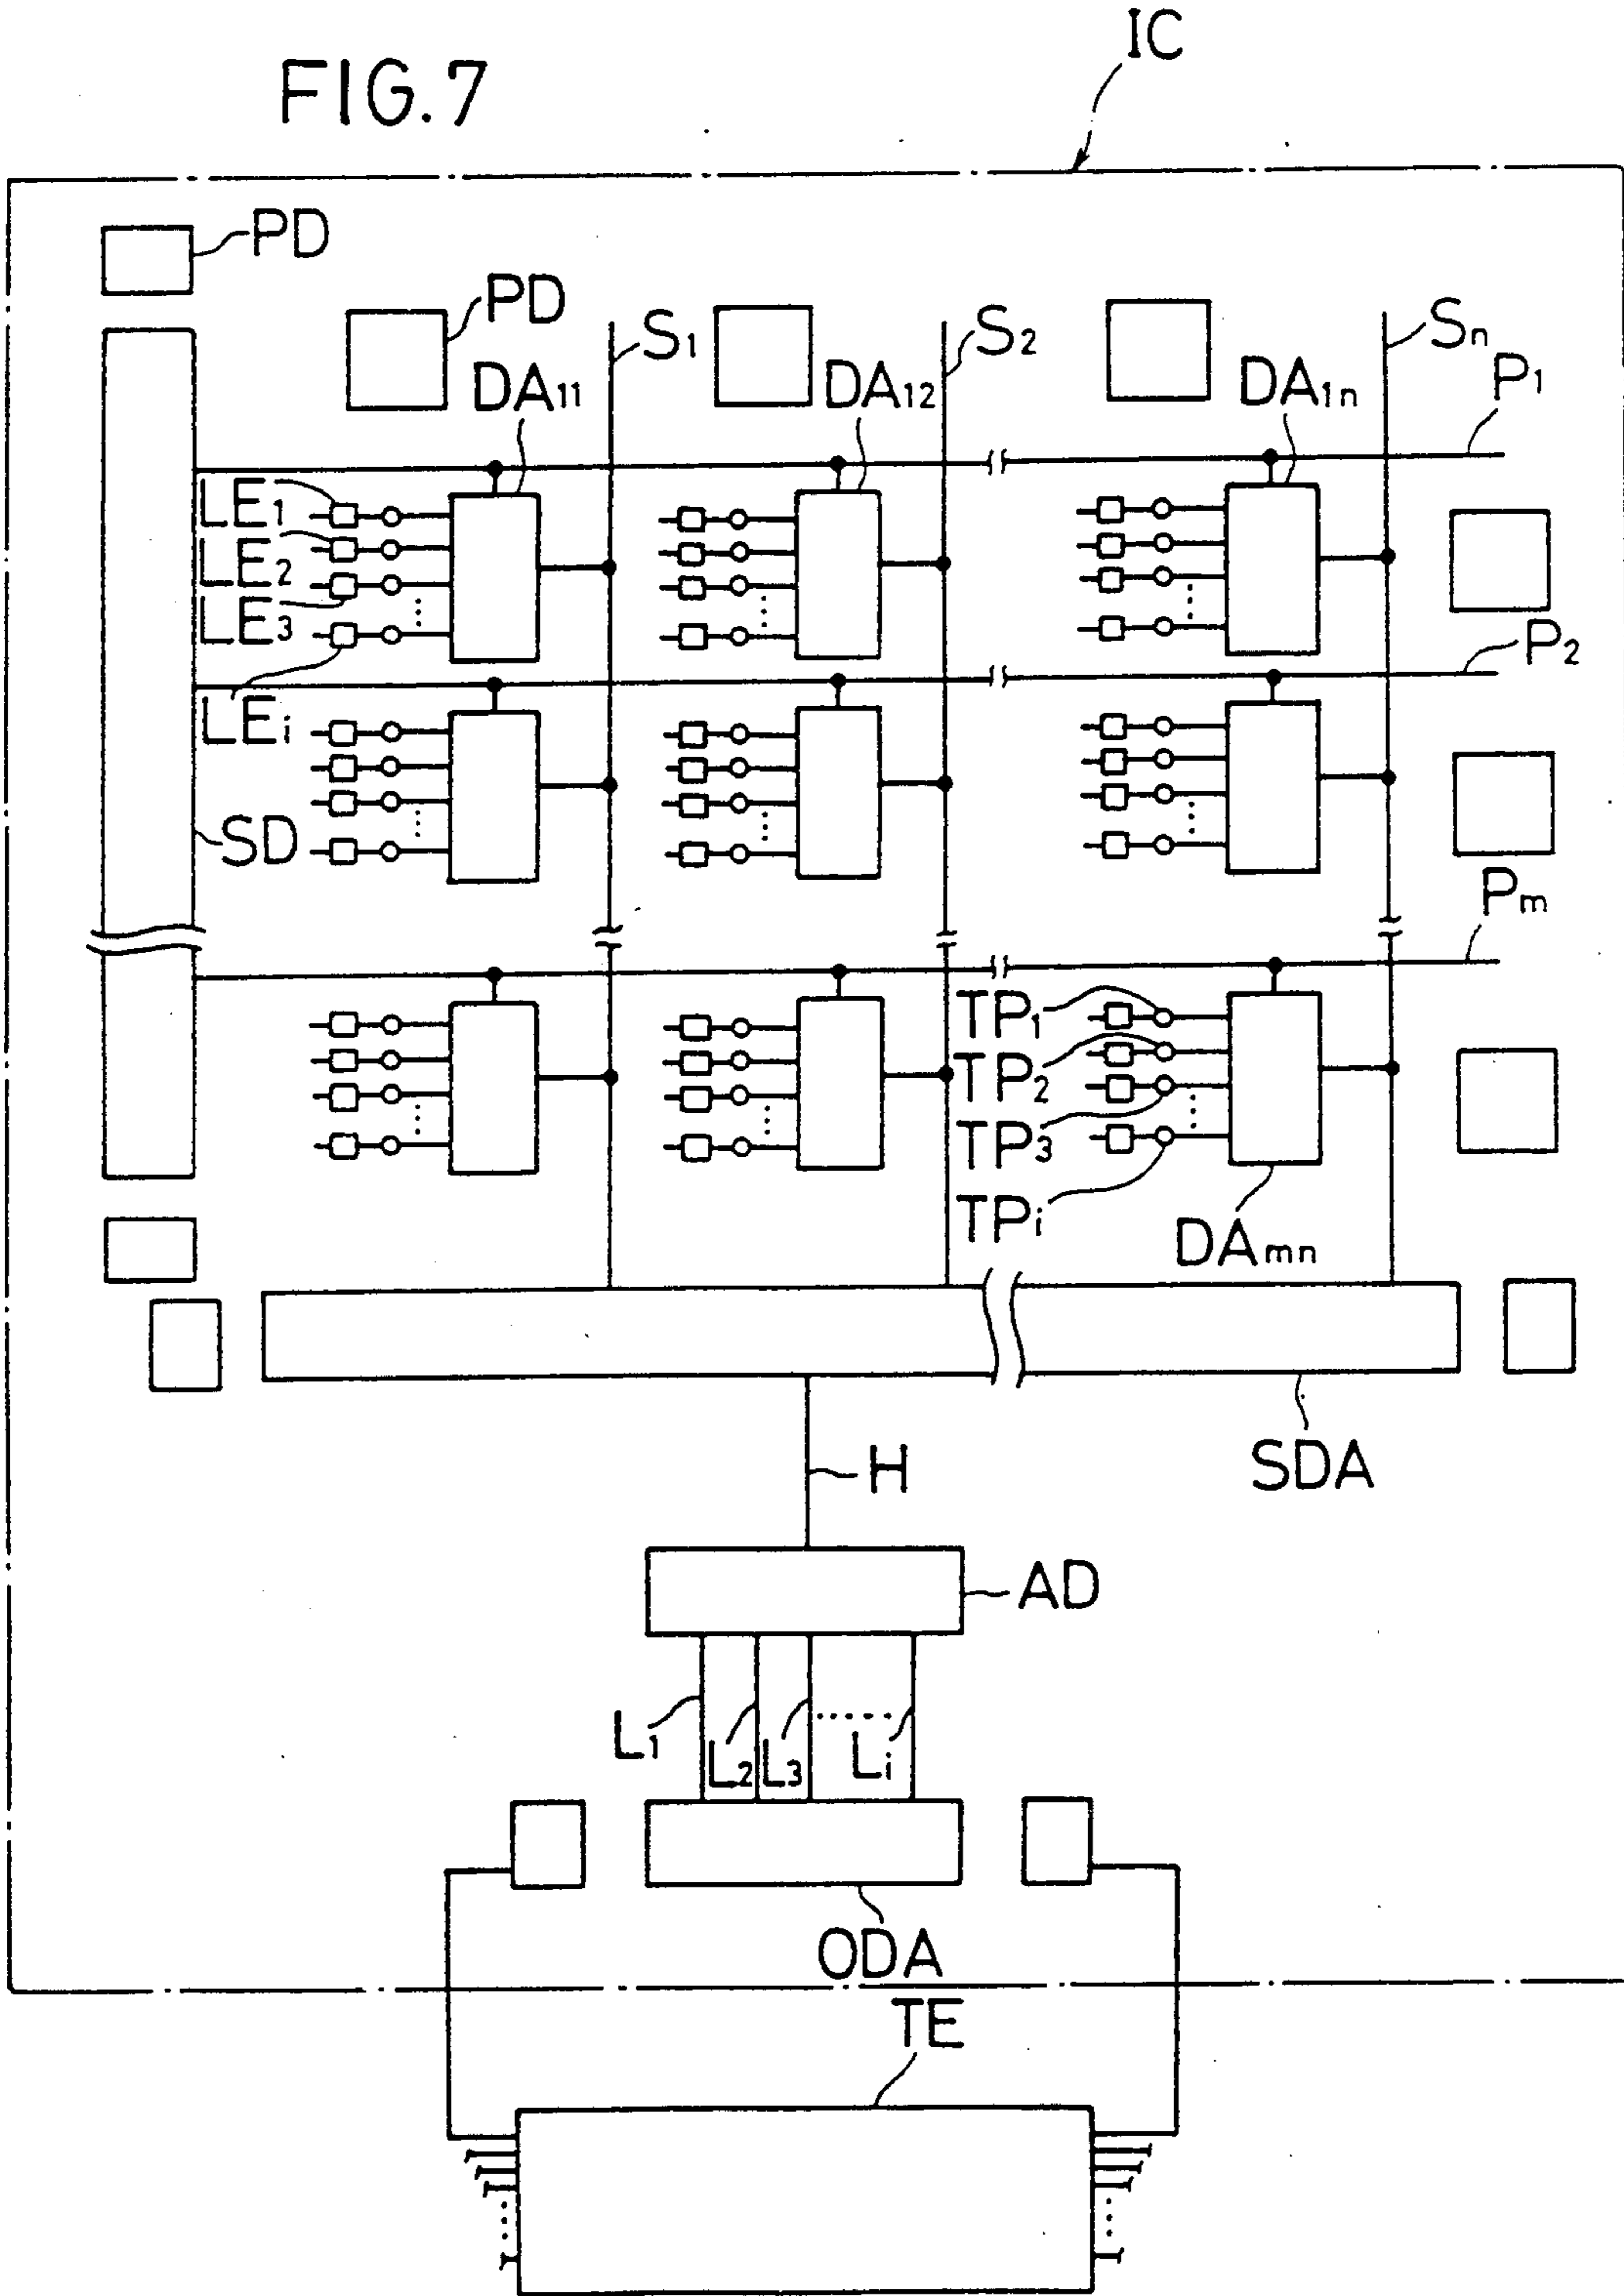 IC
FIG.7
PD
PD
S1
S2
Sn
DA11
DA12
DA1n
P1
LE1
LE2
LE3
LEi
P2
SD
Pm
TP1
TP2
TP3
TPi
DAmn
SDA
H
AD
L1
L2
L3
Li
ODA
TE